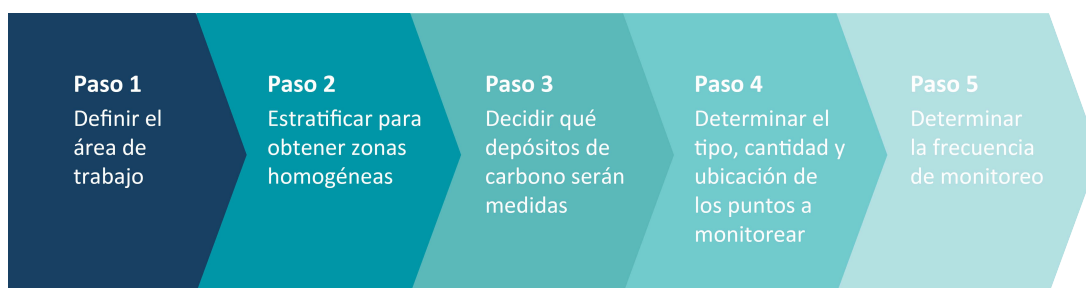 Paso 1
Definir el
área de
trabajo
Paso 2
Estratificar para
obtener zonas
homogéneas
Paso 3
Decidir qué
depósitos de
carbono serán
medidas
Paso 4
Determinar el
tipo, cantidad y
ubicación de
los puntos a
monitorear
Paso 5
Determinar
la frecuencia
de monitoreo